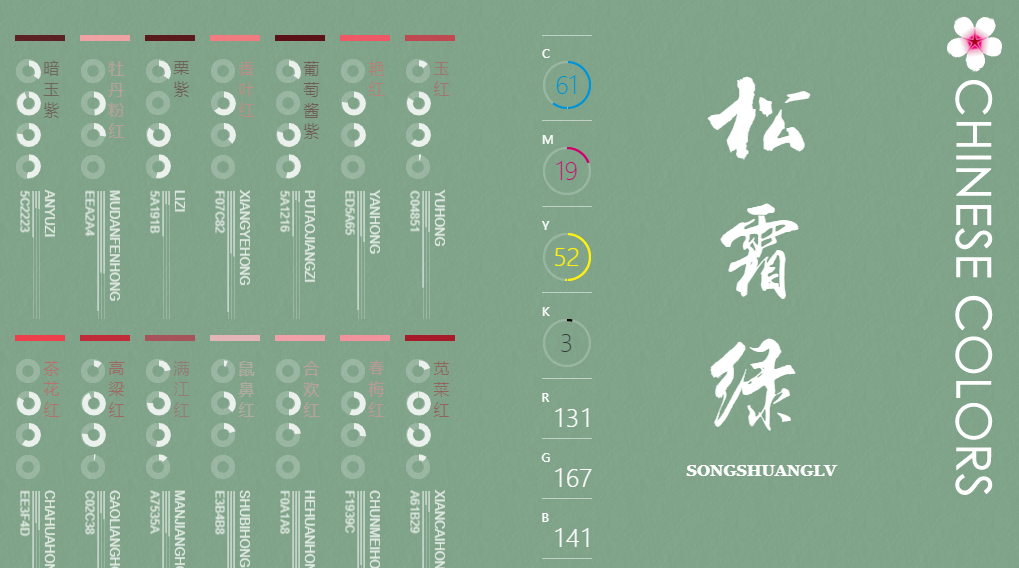 暗玉紫
ANYUZI
5C2223
牡丹粉红
MUDANFENHONG
EEA2A4
栗紫
LIZI
5A191B
香叶红
XIANGYEHONG
F07C82
葡萄酱紫
PUTAOJIANGZI
5A1216
艳红
YANHONG
ED5A65
玉红
YUHONG
C04851
茶花红
CHAHUAHON
EE3F4D
高粱红
GAOLIANGHO
C02C38
满江红
MANJIANGHO
A7535A
鼠鼻红
SHUBIHONG
E3B4B8
合欢红
HEHUANHON
F0A1A8
春梅红
CHUNMEIHO
F1939C
苋菜红
XIANCAIHON
A61B29
C
61
M
19
Y
52
K
3
R
131
G
167
B
141
松霜绿
SONGSHUANGLV
CHINESE COLORS